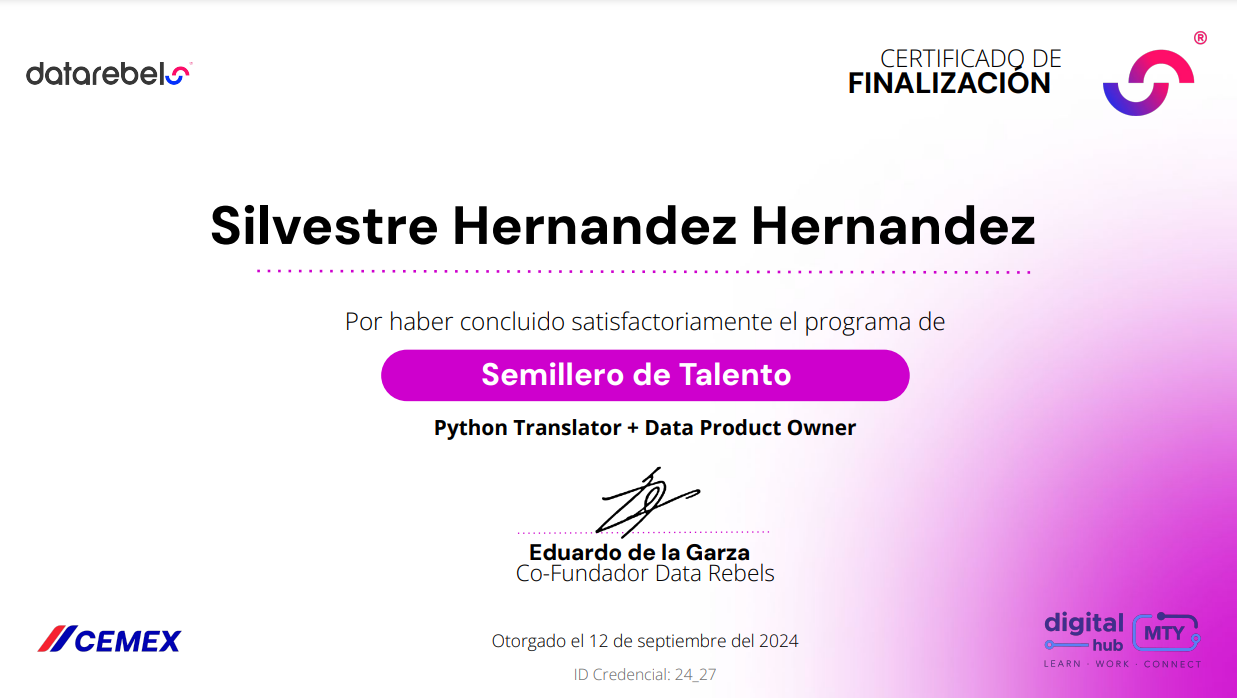 datarebels
CERTIFICADO DE
FINALIZACIÓN
®
Silvestre Hernandez Hernandez
Por haber concluido satisfactoriamente el programa de
Semillero de Talento
Python Translator + Data Product Owner
Eduardo de la Garza
Co-Fundador Data Rebels
CEMEX
Otorgado el 12 de septiembre del 2024
ID Credencial: 24_27
digital
hub MTY
LEARN · WORK · CONNECT